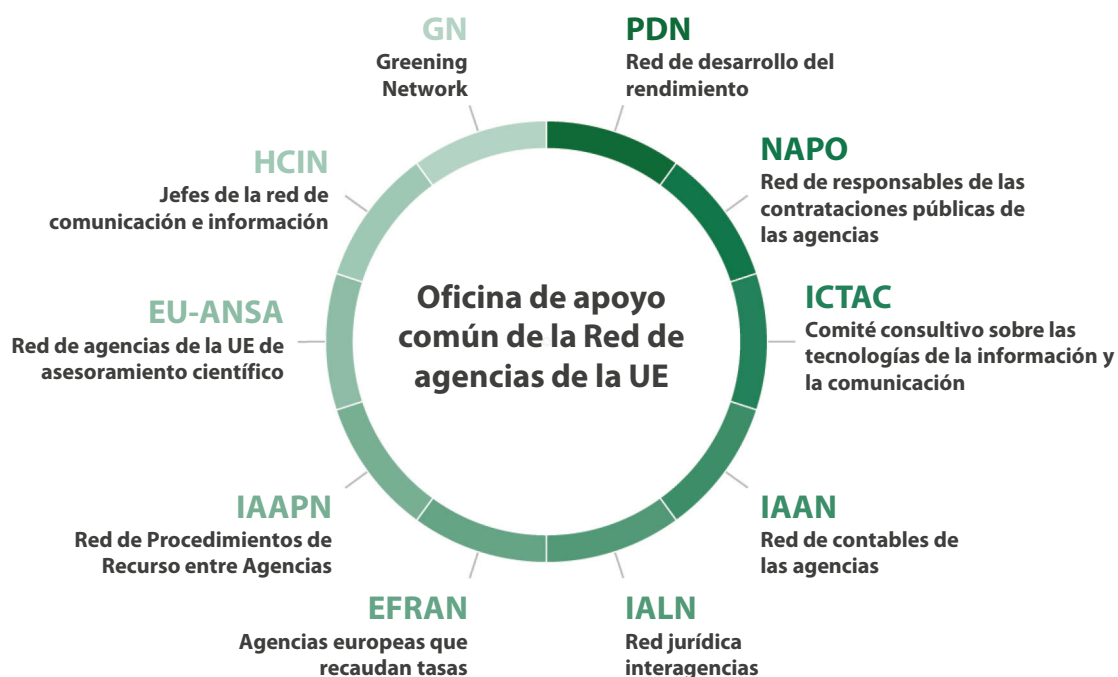 GN
Greening
Network
PDN
Red de desarrollo del
rendimiento
NAPO
Red de responsables de las
contrataciones públicas de
las agencias
ICTAC
Comité consultivo sobre las
tecnologías de la información y
la comunicación
IAAN
Red de contables de
las agencias
IALN
Red jurídica
interagencias
EFRAN
Agencias europeas que
recaudan tasas
IAAPN
Red de Procedimientos de
Recurso entre Agencias
EU-ANSA
Red de agencias de la UE de
asesoramiento científico
HCIN
Jefes de la red de
comunicación e información
Oficina de apoyo
común de la Red de
agencias de la UE